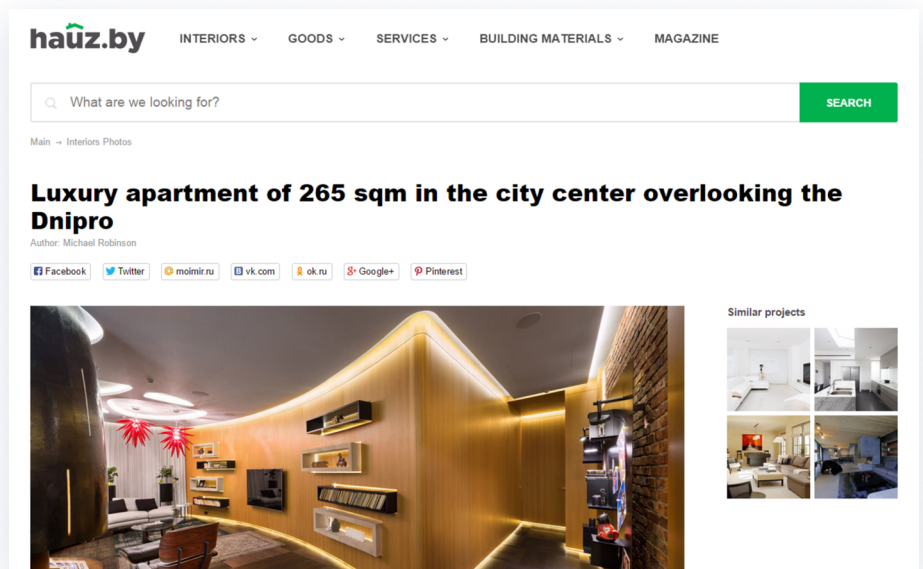 hauz.by
INTERIORS GOODS SERVICES BUILDING MATERIALS MAGAZINE
What are we looking for? SEARCH
Main → Interiors Photos
Luxury apartment of 265 sqm in the city center overlooking the
Dnipro
Author: Michael Robinson
Facebook Twitter moimir.ru vk.com ok.ru Google+ Pinterest
Similar projects